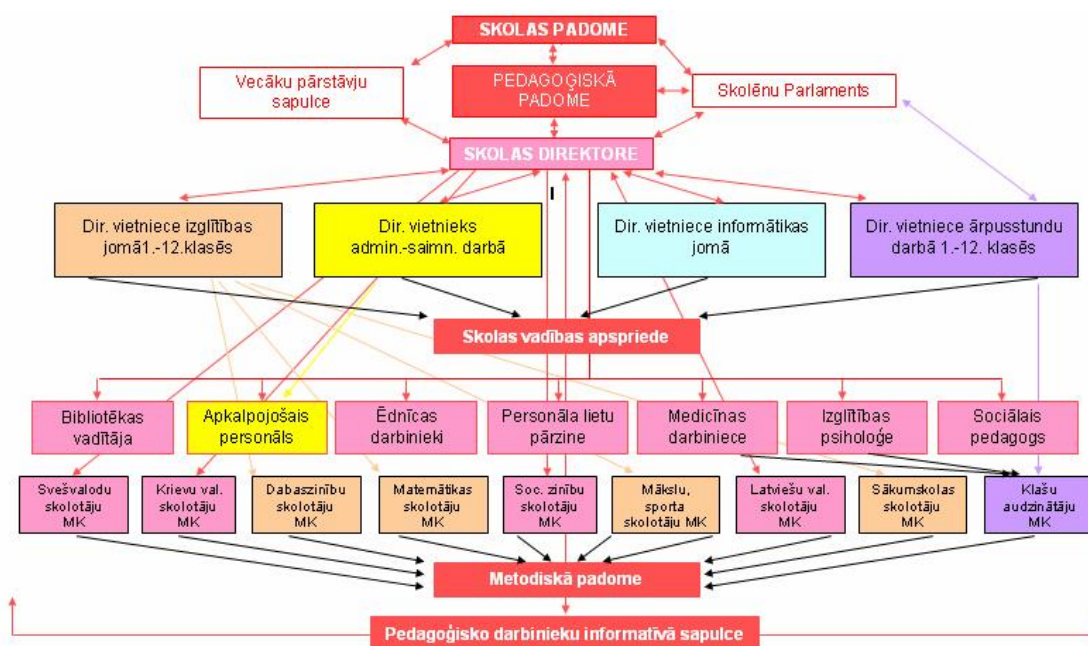 SKOLAS PADOME
Vecāku pārstāvju
sapulce
PEDAGOĢISKĀ
PADOME
Skolēnu Parlaments
SKOLAS DIREKTORE
I
Dir. vietniece izglītības
jomā1.-12.klasēs
Dir. vietnieks
admin.-saimn. darbā
Dir. vietniece informātikas
jomā
Dir. vietniece ārpusstundu
darbā 1.-12. klasēs
Skolas vadības apspriede
Bibliotēkas
vadītāja
Apkalpojošais
personāls
Ēdnīcas
darbinieki
Personāla lietu
pārzine
Medicīnas
darbiniece
Izglītības
psiholoģe
Sociālais
pedagogs
Svešvalodu
skolotāju
MK
Krievu val.
skolotāju
MK
Dabaszinību
skolotāju
MK
Matemātikas
skolotāju
MK
Soc. zinību
skolotāju
MK
Mākslu,
sporta
skolotāju MK
Latviešu val.
skolotāju
MK
Sākumskolas
skolotāju
MK
Klašu
audzinātāju
MK
Metodiskā padome
Pedagoģisko darbinieku informatīvā sapulce